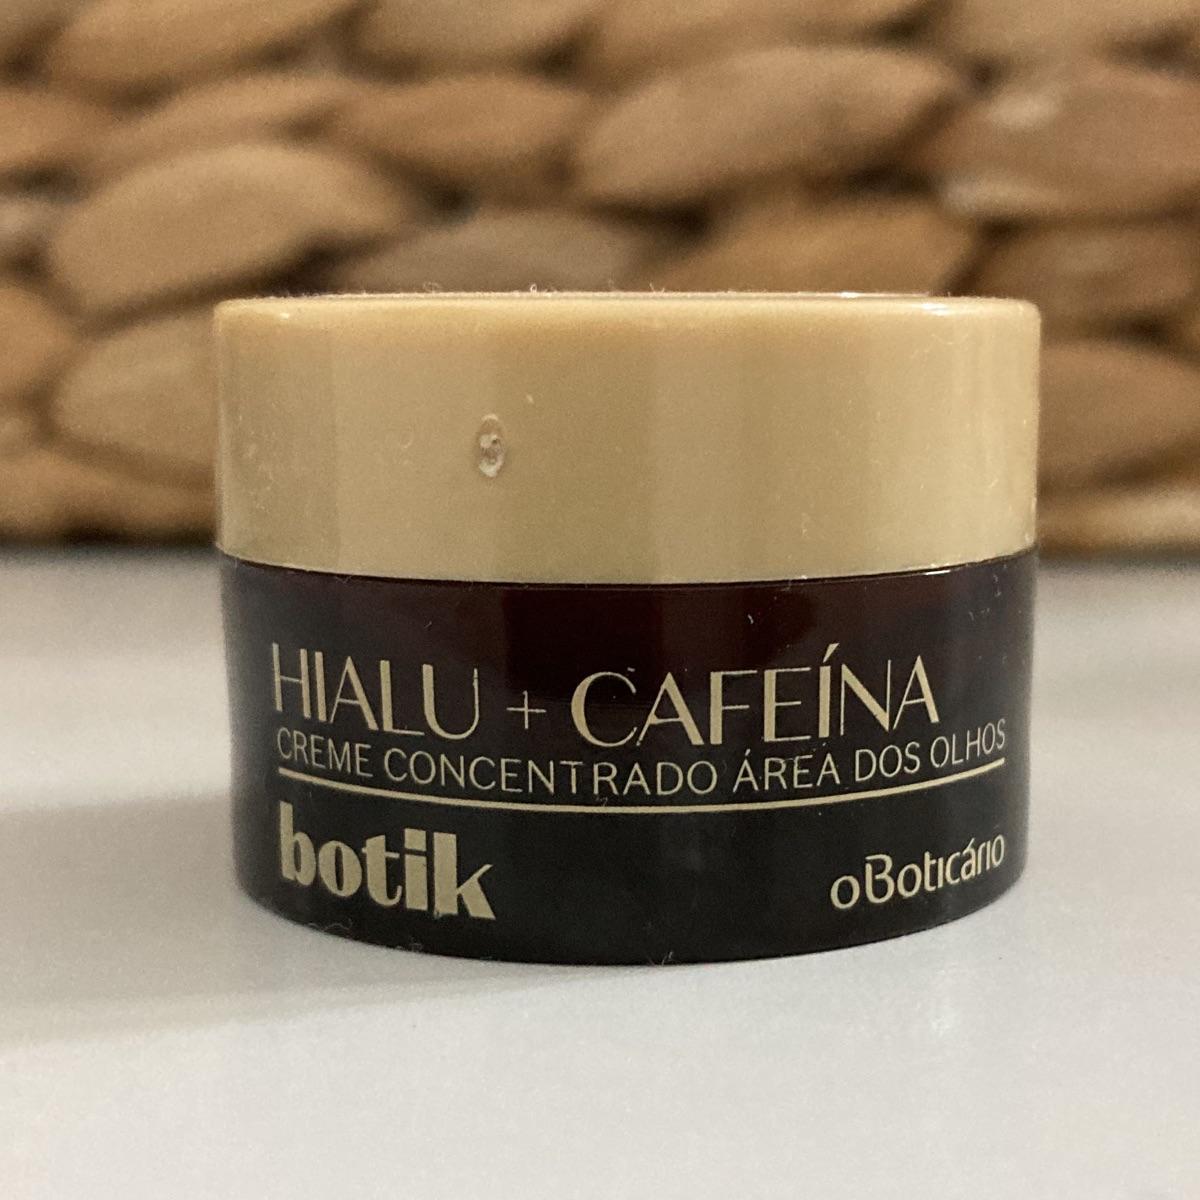 HIALU + CAFEÍNA
CREME CONCENTRADO ÁREA DOS OLHOS
botik
oBoticário